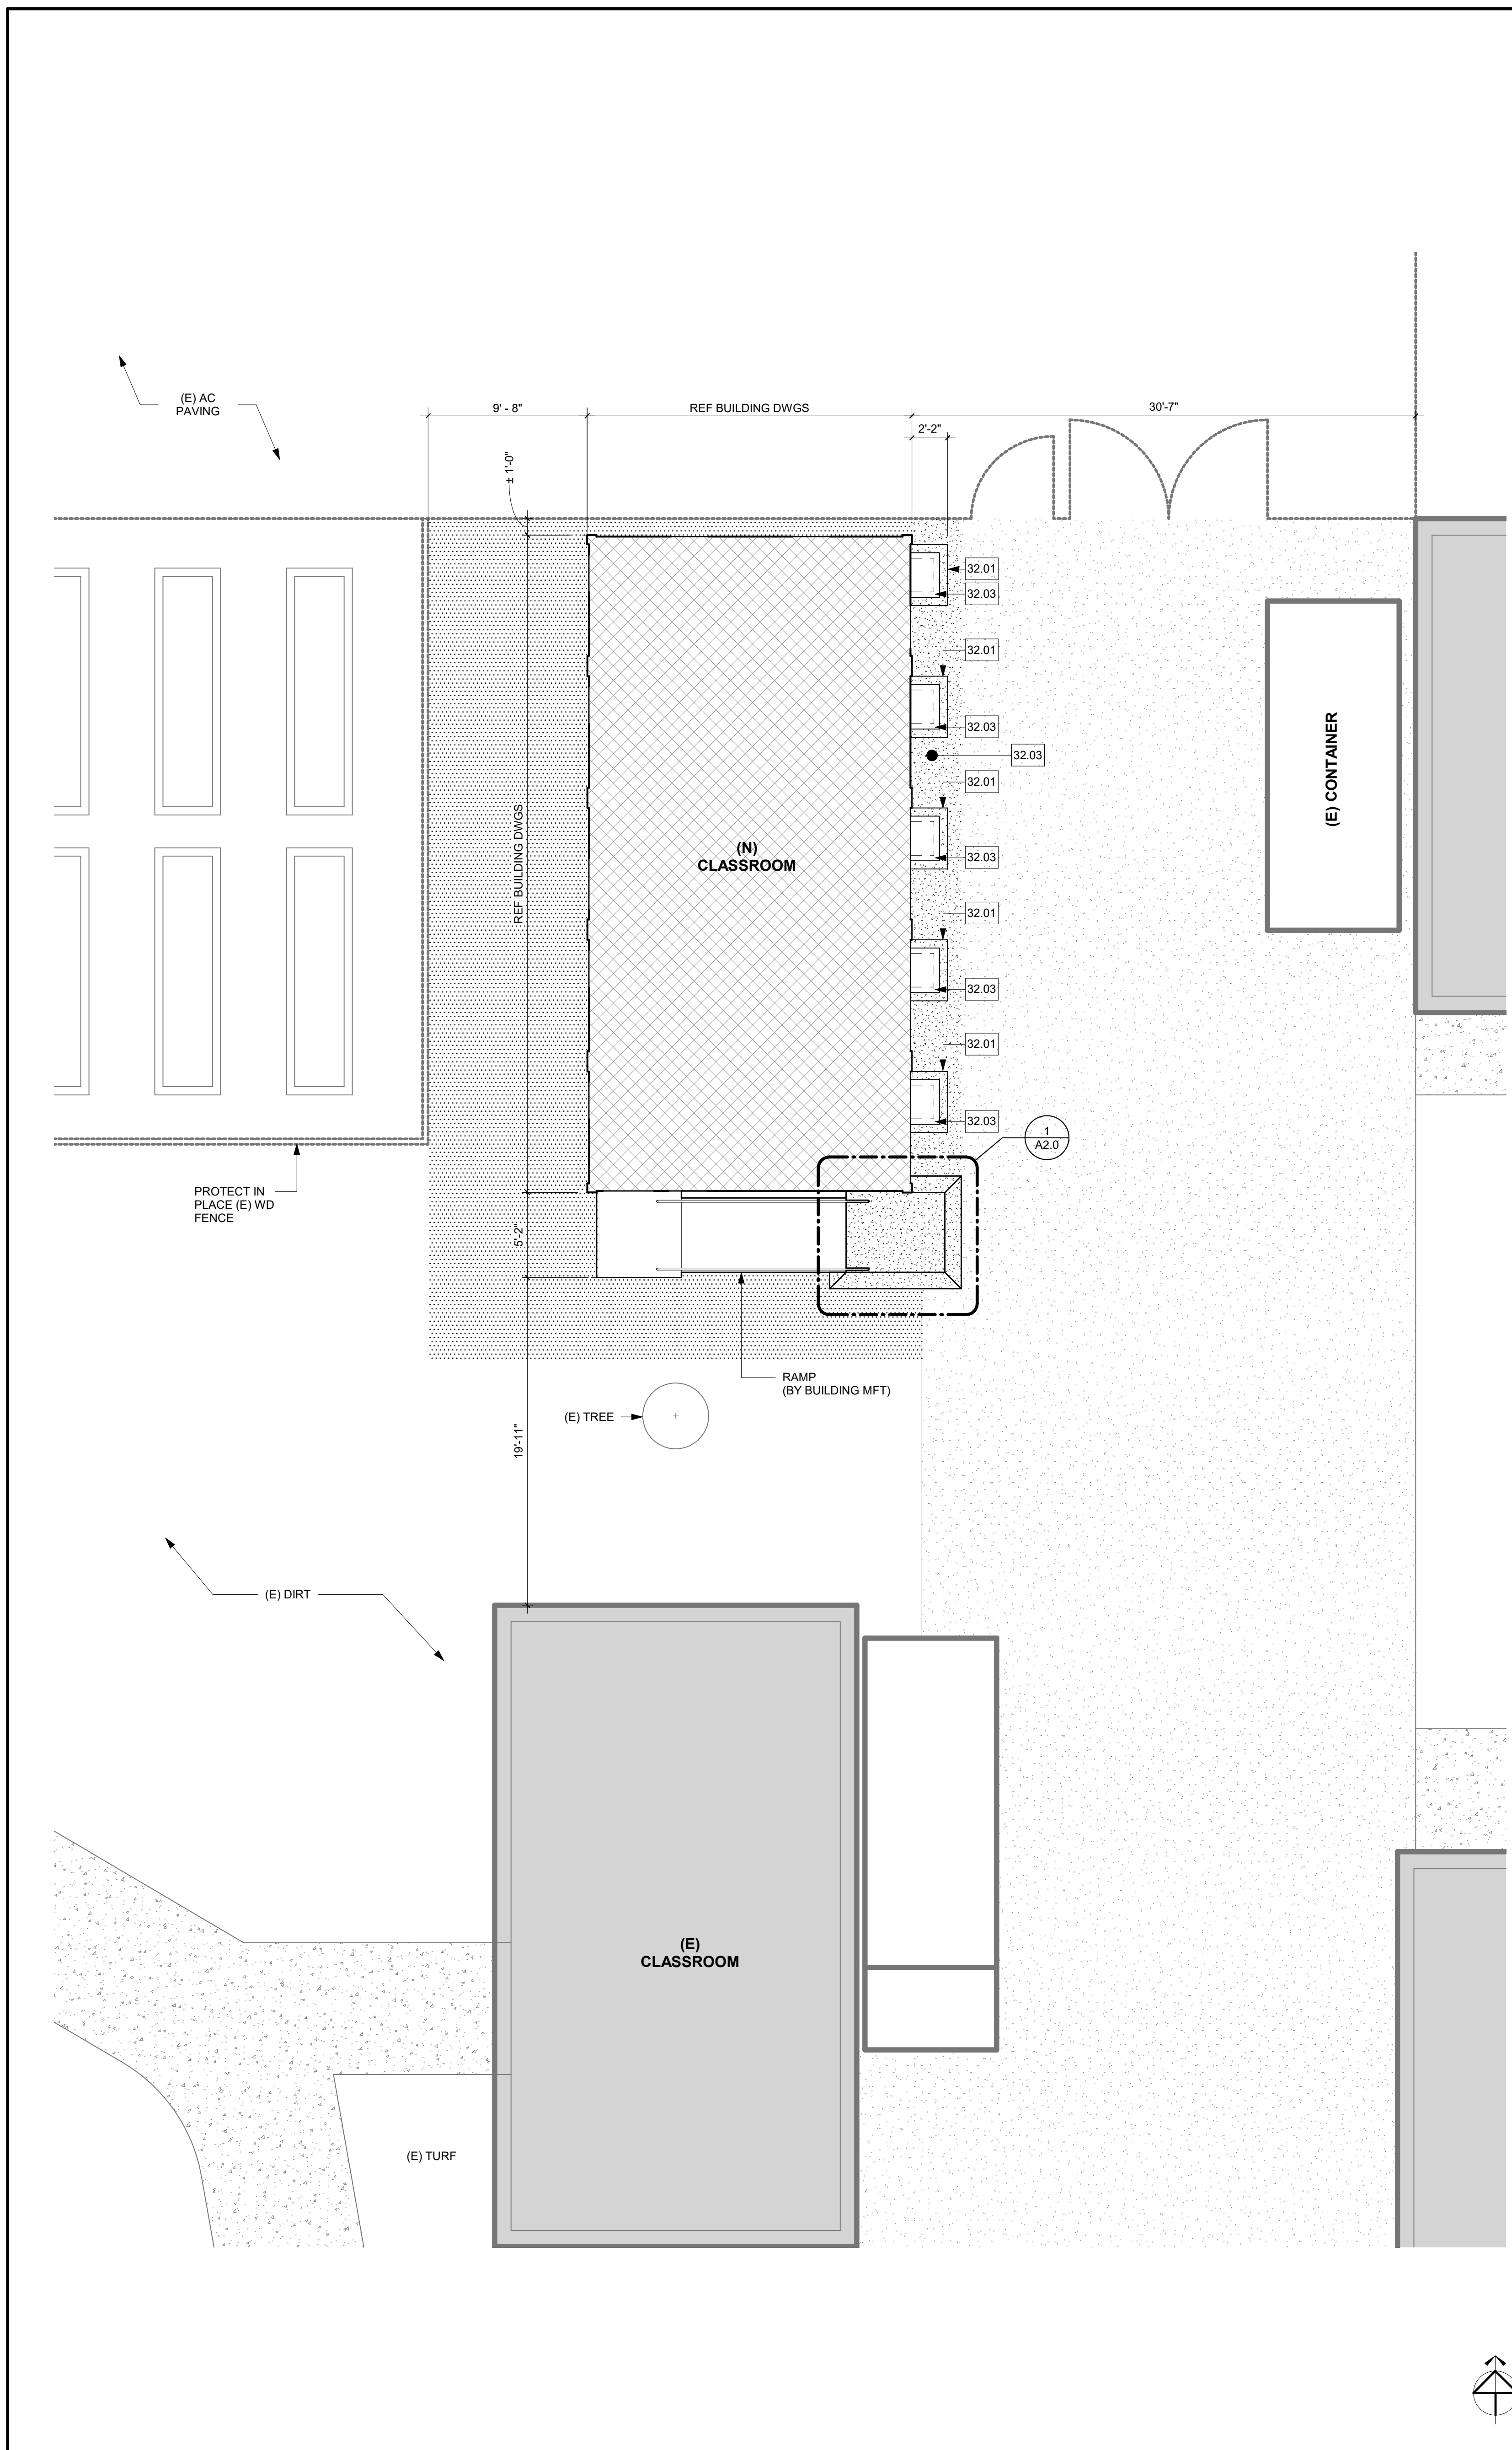 (E) AC
PAVING
9' - 8"
REF BUILDING DWGS
30'-7"
2'-2"
± 1'-0"
32.01
32.03
32.01
32.03
32.03
32.01
32.03
32.01
32.03
32.01
32.03
(E) CONTAINER
REF BUILDING DWGS
(N)
CLASSROOM
1
A2.0
PROTECT IN
PLACE (E) WD
FENCE
5'-2"
RAMP
(BY BUILDING MFT)
(E) TREE
19'-11"
(E) DIRT
(E)
CLASSROOM
(E) TURF